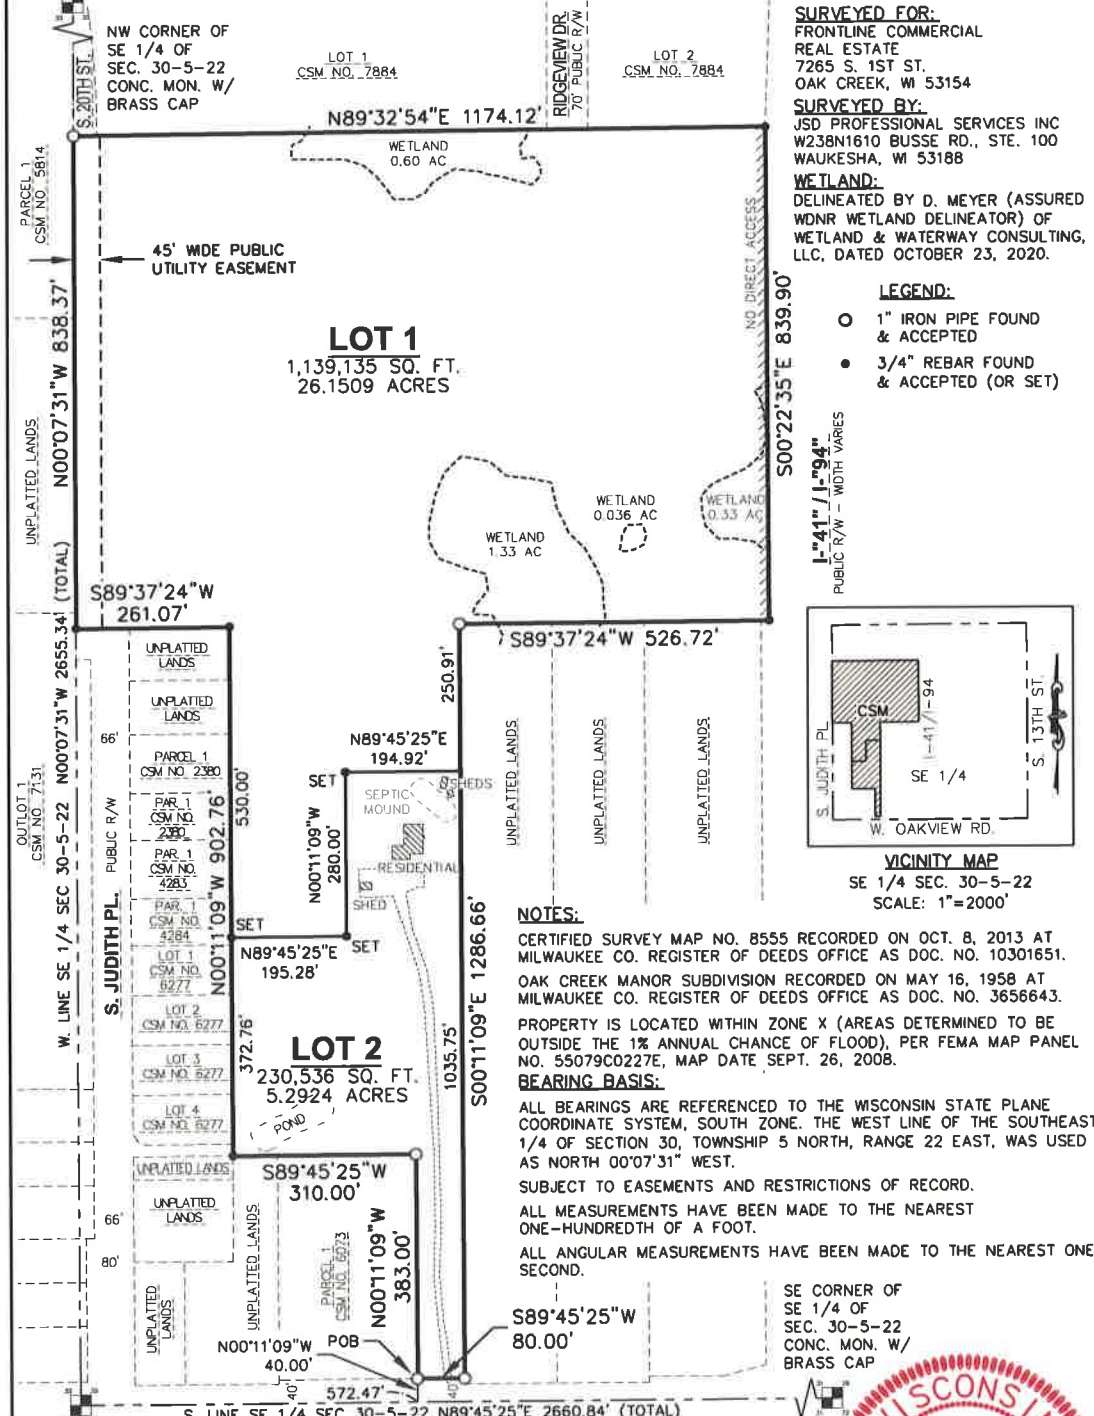 NW CORNER OF
SE 1/4 OF
SEC. 30-5-22
CONC. MON. W/
BRASS CAP
S. 20TH ST.
LOT 1
CSM NO. 7884
RIDGEVIEW DR.
70' PUBLIC R/W
LOT 2
CSM NO. 7884
SURVEYED FOR:
FRONTLINE COMMERCIAL
REAL ESTATE
7265 S. 1ST ST.
OAK CREEK, WI 53154
SURVEYED BY:
JSD PROFESSIONAL SERVICES INC
W238N1610 BUSSE RD., STE. 100
WAUKESHA, WI 53188
WETLAND:
DELINEATED BY D. MEYER (ASSURED
WDNR WETLAND DELINEATOR) OF
WETLAND & WATERWAY CONSULTING,
LLC, DATED OCTOBER 23, 2020.
LEGEND:
1" IRON PIPE FOUND
& ACCEPTED
3/4" REBAR FOUND
& ACCEPTED (OR SET)
N89°32'54"E 1174.12'
WETLAND
0.60 AC
PARCEL 1
CSM NO. 5814
45' WIDE PUBLIC
UTILITY EASEMENT
NO DIRECT ACCESS
LOT 1
1,139,135 SQ. FT.
26.1509 ACRES
N00°07'31"W 838.37'
S00°22'35"E 839.90'
UNPLATTED LANDS
I-"41" / I-"94"
PUBLIC R/W - WIDTH VARIES
WETLAND
1.33 AC
WETLAND
0.036 AC
WETLAND
0.33 AC
S89°37'24"W
261.07'
S89°37'24"W 526.72'
W. LINE SE 1/4 SEC 30-5-22 N00°07'31"W 2655.34' (TOTAL)
OUTLOT 1
CSM NO. 7131
66'
S. JUDITH PL.
PUBLIC R/W
UNPLATTED
LANDS
UNPLATTED
LANDS
PARCEL 1
CSM NO 2380
PAR. 1
CSM NO.
2380
PAR. 1
CSM NO.
4283
PAR. 1
CSM NO.
4284
LOT 1
CSM NO.
6277
LOT 2
CSM NO. 6277
LOT 3
CSM NO. 6277
LOT 4
CSM NO. 6277
N00°11'09"W 902.76'
530.00'
372.76'
250.91'
N89°45'25"E
194.92'
SET
SEPTIC
MOUND
SHEDS
N00°11'09"W
280.00'
RESIDENTIAL
SHED
SET
SET
N89°45'25"E
195.28'
S00°11'09"E 1286.66'
1035.75'
UNPLATTED LANDS
UNPLATTED LANDS
UNPLATTED LANDS
CSM
S. JUDITH PL.
I-41/I-94
S. 13TH ST.
SE 1/4
W. OAKVIEW RD.
VICINITY MAP
SE 1/4 SEC. 30-5-22
SCALE: 1"=2000'
LOT 2
230,536 SQ. FT.
5.2924 ACRES
POND
NOTES:
CERTIFIED SURVEY MAP NO. 8555 RECORDED ON OCT. 8, 2013 AT
MILWAUKEE CO. REGISTER OF DEEDS OFFICE AS DOC. NO. 10301651.
OAK CREEK MANOR SUBDIVISION RECORDED ON MAY 16, 1958 AT
MILWAUKEE CO. REGISTER OF DEEDS OFFICE AS DOC. NO. 3656643.
PROPERTY IS LOCATED WITHIN ZONE X (AREAS DETERMINED TO BE
OUTSIDE THE 1% ANNUAL CHANCE OF FLOOD), PER FEMA MAP PANEL
NO. 55079C0227E, MAP DATE SEPT. 26, 2008.
BEARING BASIS:
ALL BEARINGS ARE REFERENCED TO THE WISCONSIN STATE PLANE
COORDINATE SYSTEM, SOUTH ZONE. THE WEST LINE OF THE SOUTHEAST
1/4 OF SECTION 30, TOWNSHIP 5 NORTH, RANGE 22 EAST, WAS USED
AS NORTH 00°07'31" WEST.
SUBJECT TO EASEMENTS AND RESTRICTIONS OF RECORD.
ALL MEASUREMENTS HAVE BEEN MADE TO THE NEAREST
ONE-HUNDREDTH OF A FOOT.
ALL ANGULAR MEASUREMENTS HAVE BEEN MADE TO THE NEAREST ONE
SECOND.
UNPLATTED LANDS
S89°45'25"W
310.00'
UNPLATTED
LANDS
66'
80'
UNPLATTED
LANDS
UNPLATTED LANDS
PARCEL 1
CSM NO. 6073
N00°11'09"W
383.00'
N00°11'09"W
40.00'
POB
S89°45'25"W
80.00'
572.47'
40'
40'
SE CORNER OF
SE 1/4 OF
SEC. 30-5-22
CONC. MON. W/
BRASS CAP
S. LINE SE 1/4 SEC. 30-5-22 N89°45'25"E 2660.84' (TOTAL)
WISCONSI